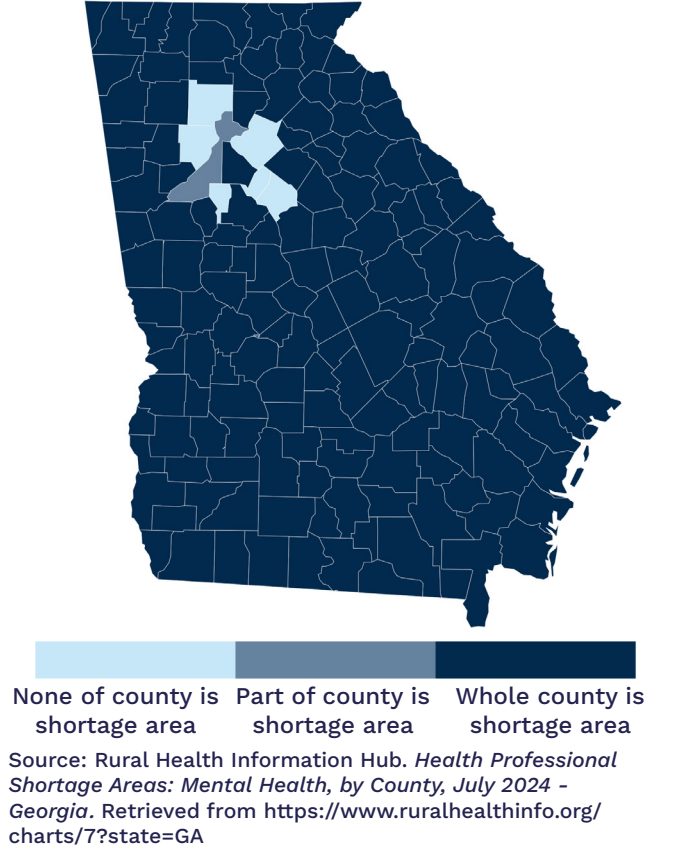 None of county is shortage area
Part of county is shortage area
Whole county is shortage area
Source: Rural Health Information Hub. Health Professional
Shortage Areas: Mental Health, by County, July 2024 -
Georgia. Retrieved from https://www.ruralhealthinfo.org/
charts/7?state=GA